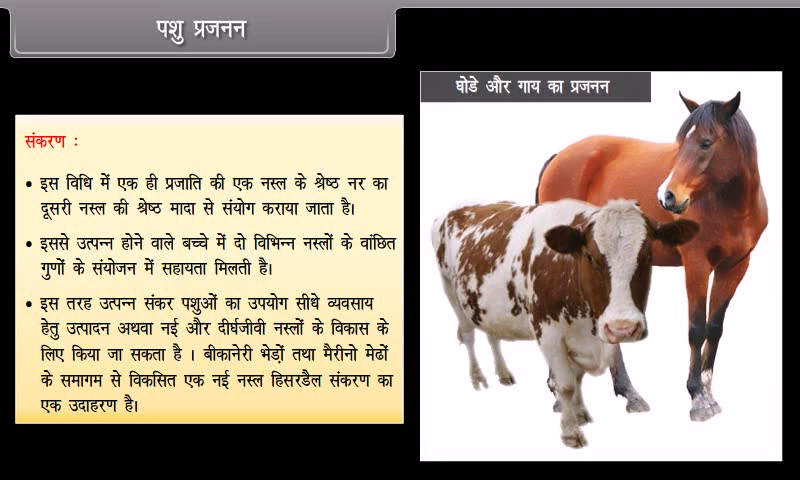 पशु प्रजनन
घोडे और गाय का प्रजनन
संकरण :
• इस विधि में एक ही प्रजाति की एक नस्ल के श्रेष्ठ नर का
दूसरी नस्ल की श्रेष्ठ मादा से संयोग कराया जाता है।
• इससे उत्पन्न होने वाले बच्चे में दो विभिन्न नस्लों के वांछित
गुणों के संयोजन में सहायता मिलती है।
• इस तरह उत्पन्न संकर पशुओं का उपयोग सीधे व्यवसाय
हेतु उत्पादन अथवा नई और दीर्घजीवी नस्लों के विकास के
लिए किया जा सकता है । बीकानेरी भेड़ों तथा मैरीनो मेढों
के समागम से विकसित एक नई नस्ल हिसरडैल संकरण का
एक उदाहरण है।